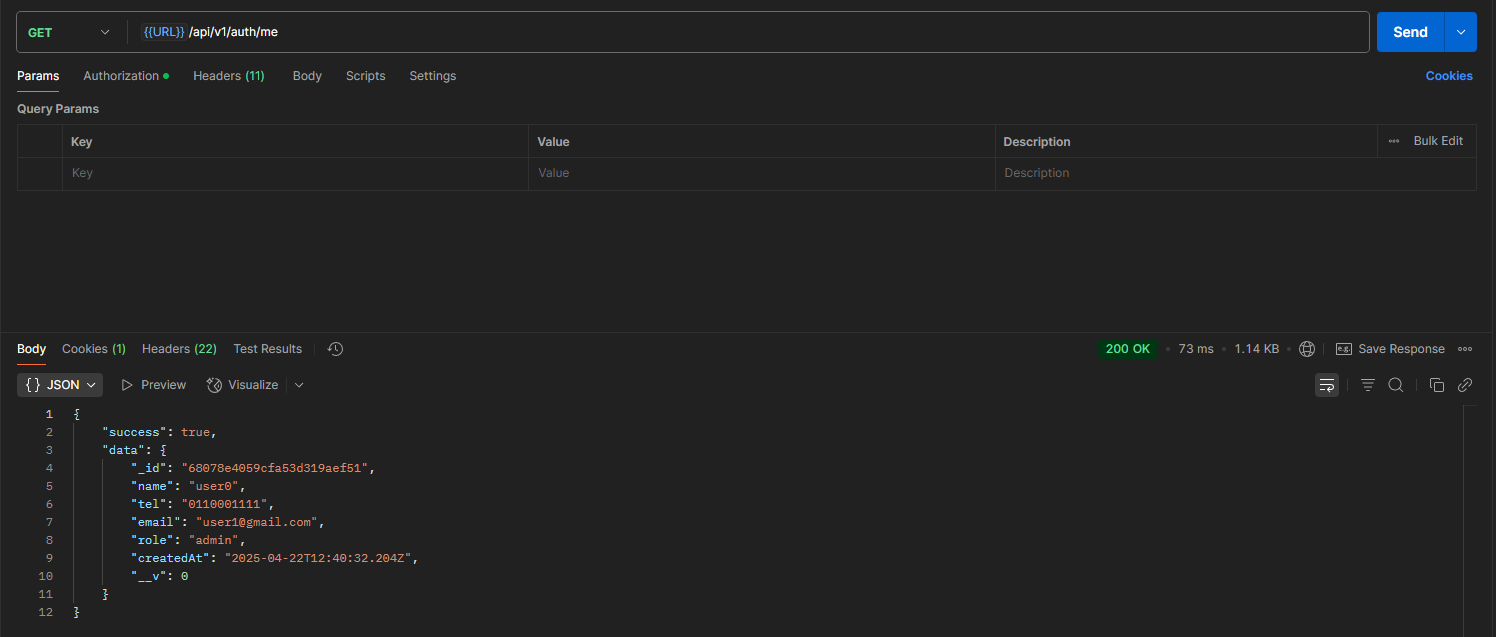 GET {{URL}} /api/v1/auth/me Send
Params Authorization Headers (11) Body Scripts Settings Cookies
Query Params
Key Value Description Bulk Edit
Key Value Description
Body Cookies (1) Headers (22) Test Results 200 OK 73 ms 1.14 KB e.g. Save Response
{} JSON Preview Visualize
1 {
2 "success": true,
3 "data": {
4 "_id": "68078e4059cfa53d319aef51",
5 "name": "user0",
6 "tel": "0110001111",
7 "email": "user1@gmail.com",
8 "role": "admin",
9 "createdAt": "2025-04-22T12:40:32.204Z",
10 "__v": 0
11 }
12 }